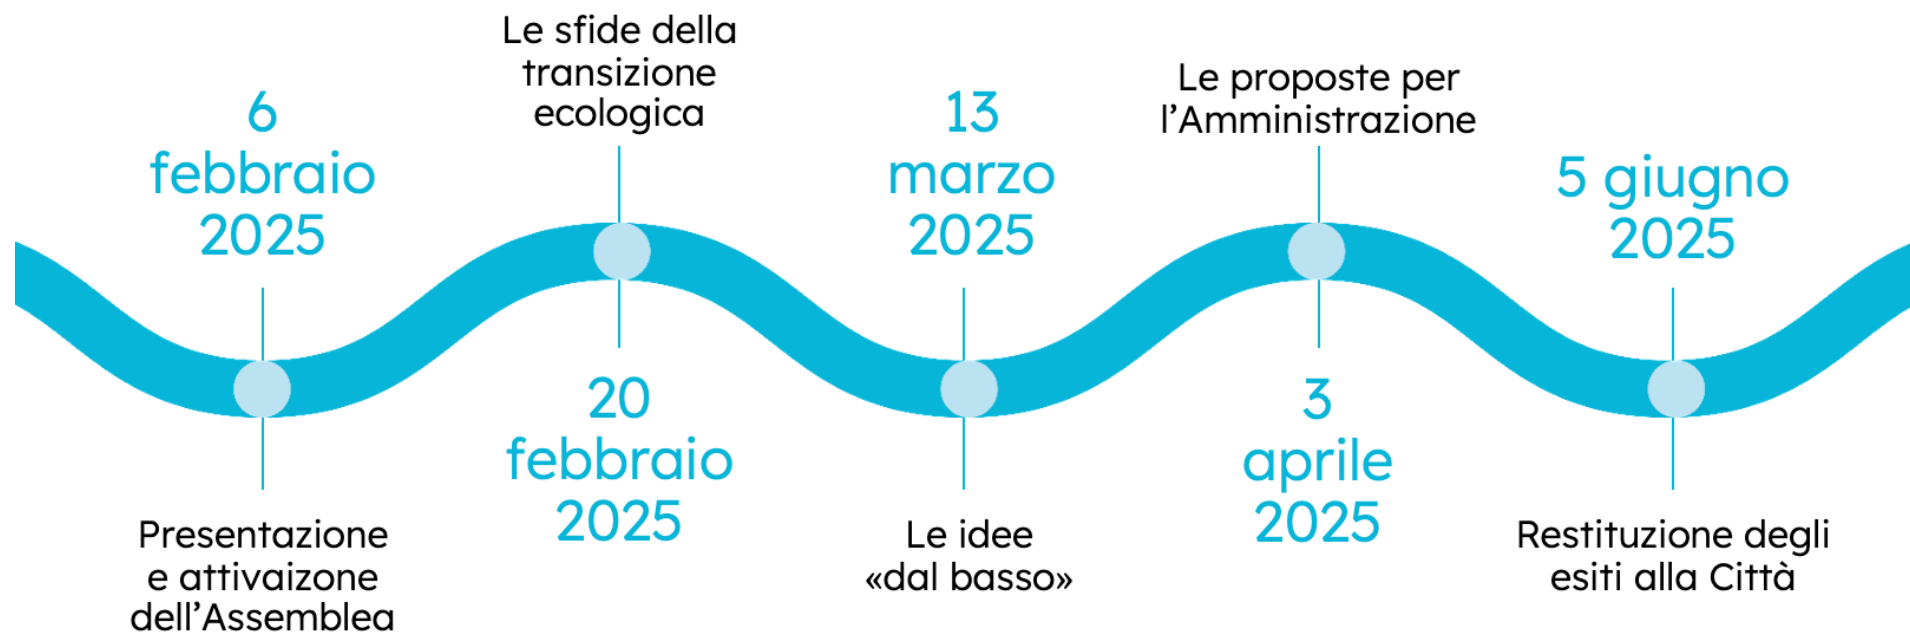 6
febbraio
2025
Presentazione
e attivaizone
dell’Assemblea
Le sfide della
transizione
ecologica
20
febbraio
2025
13
marzo
2025
Le idee
«dal basso»
Le proposte per
l’Amministrazione
3
aprile
2025
5 giugno
2025
Restituzione degli
esiti alla Città